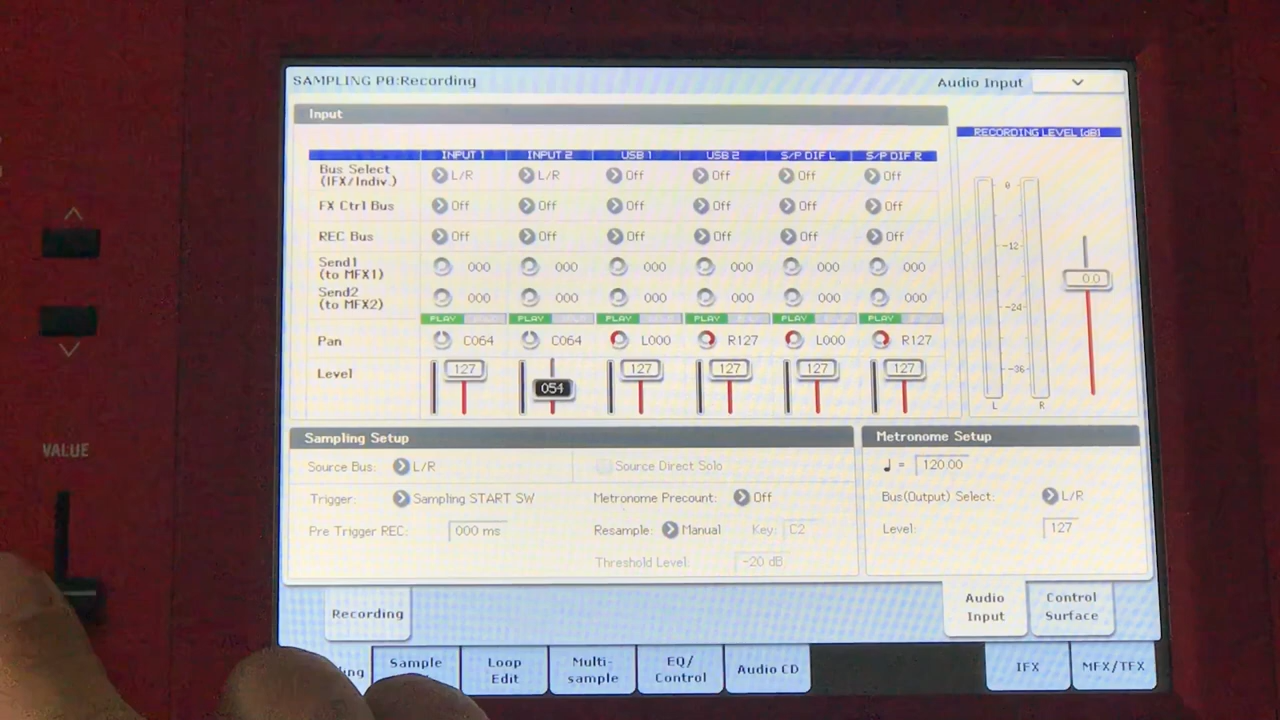 SAMPLING P0:Recording Audio Input
Input
RECORDING LEVEL [dB]
INPUT 1 INPUT 2 USB 1 USB 2 S/P DIF L S/P DIF R
Bus Select
(IFX/Indiv.) L/R L/R Off Off Off Off
FX Ctrl Bus Off Off Off Off Off Off
REC Bus Off Off Off Off Off Off
Send1
(to MFX1) 000 000 000 000 000 000
Send2
(to MFX2) 000 000 000 000 000 000
PLAY PLAY PLAY PLAY PLAY PLAY
Pan C064 C064 L000 R127 L000 R127
Level 127 054 127 127 127 127
0
-12
-24
-36
L R
0.0
VALUE
Sampling Setup
Source Bus: L/R Source Direct Solo
Trigger: Sampling START SW Metronome Precount: Off
Pre Trigger REC: 000 ms Resample: Manual Key: C2
Threshold Level: -20 dB
Metronome Setup
♩ = 120.00
Bus(Output) Select: L/R
Level: 127
Recording
Audio
Input
Control
Surface
Sample
Loop
Edit
Multi-
sample
EQ/
Control
Audio CD
IFX
MFX/TFX